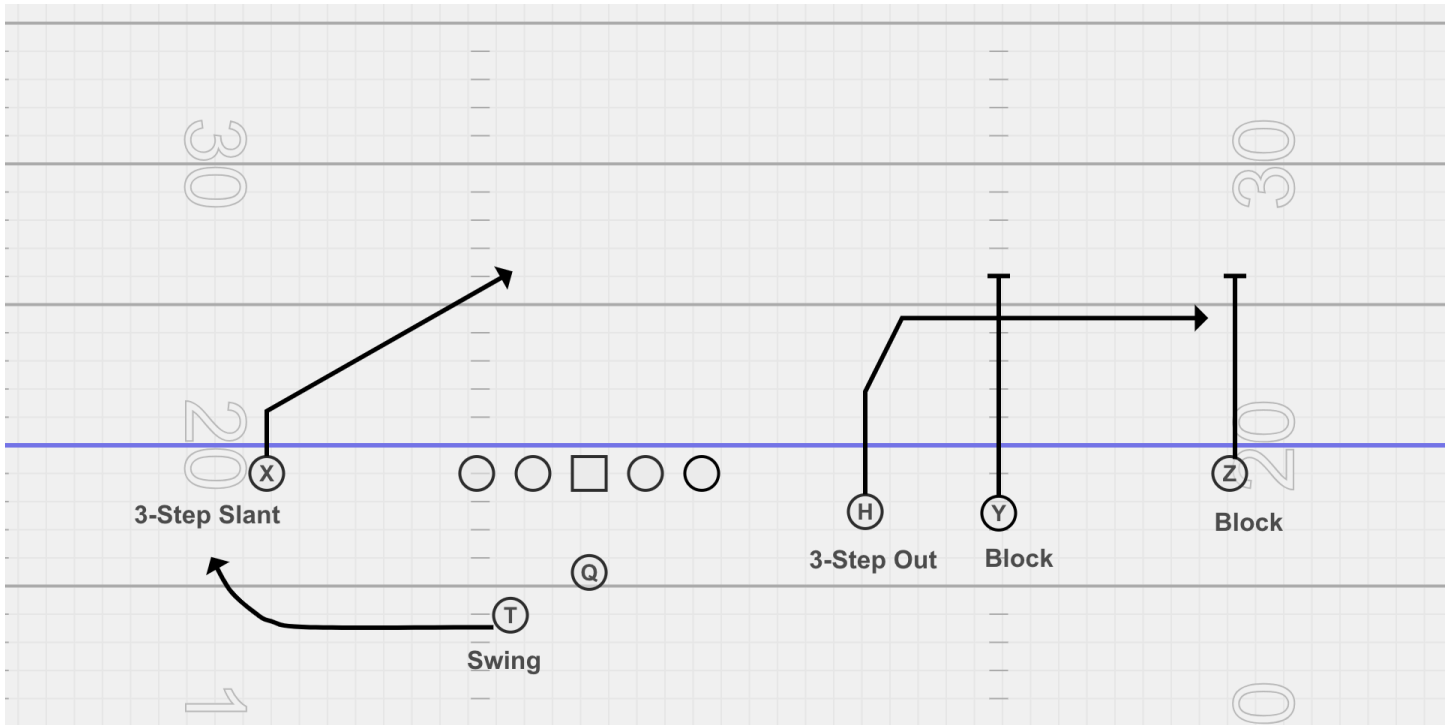 30
30
20
20
X
Z
3-Step Slant
H
Y
Block
3-Step Out
Block
Q
T
Swing
1
0